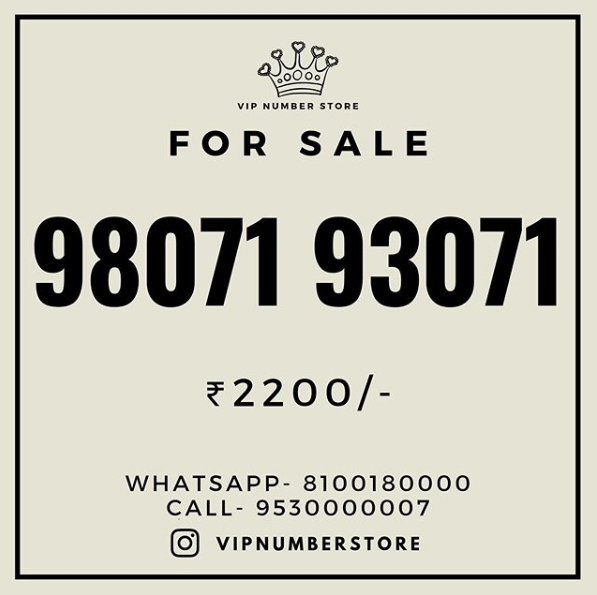 VIP NUMBER STORE
FOR SALE
98071 93071
₹2200/-
WHATSAPP- 8100180000
CALL- 9530000007
VIPNUMBERSTORE